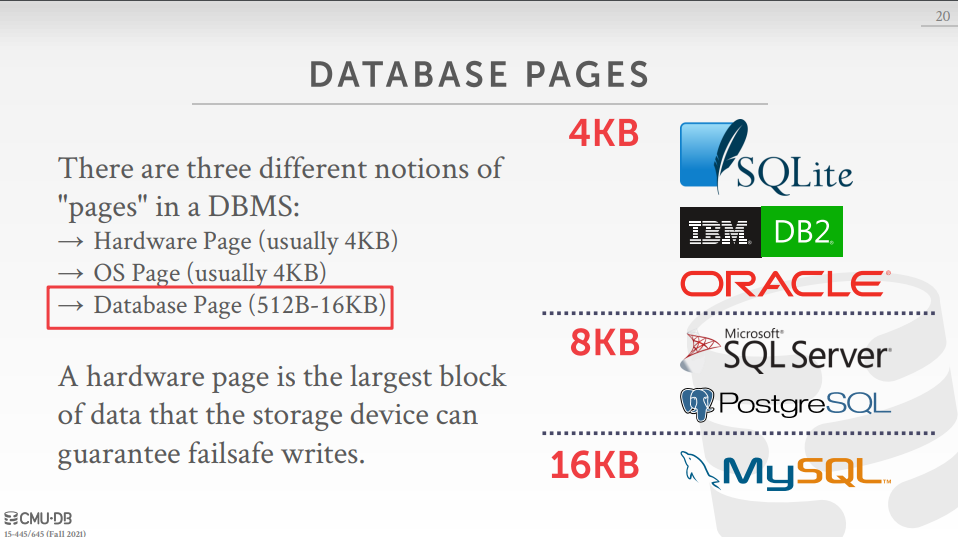 20
DATABASE PAGES
There are three different notions of
"pages" in a DBMS:
→ Hardware Page (usually 4KB)
→ OS Page (usually 4KB)
→ Database Page (512B-16KB)
A hardware page is the largest block
of data that the storage device can
guarantee failsafe writes.
4KB
SQLite
IBM® DB2®
ORACLE®
8KB
Microsoft®
SQL Server®
PostgreSQL
16KB
MySQL™
CMU·DB
15-445/645 (Fall 2021)